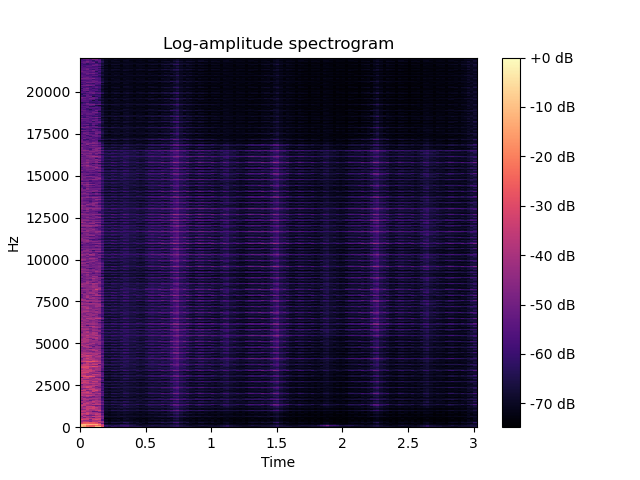 Log-amplitude spectrogram
Hz
20000
17500
15000
12500
10000
7500
5000
2500
0
0 0.5 1 1.5 2 2.5 3
Time
+0 dB
-10 dB
-20 dB
-30 dB
-40 dB
-50 dB
-60 dB
-70 dB